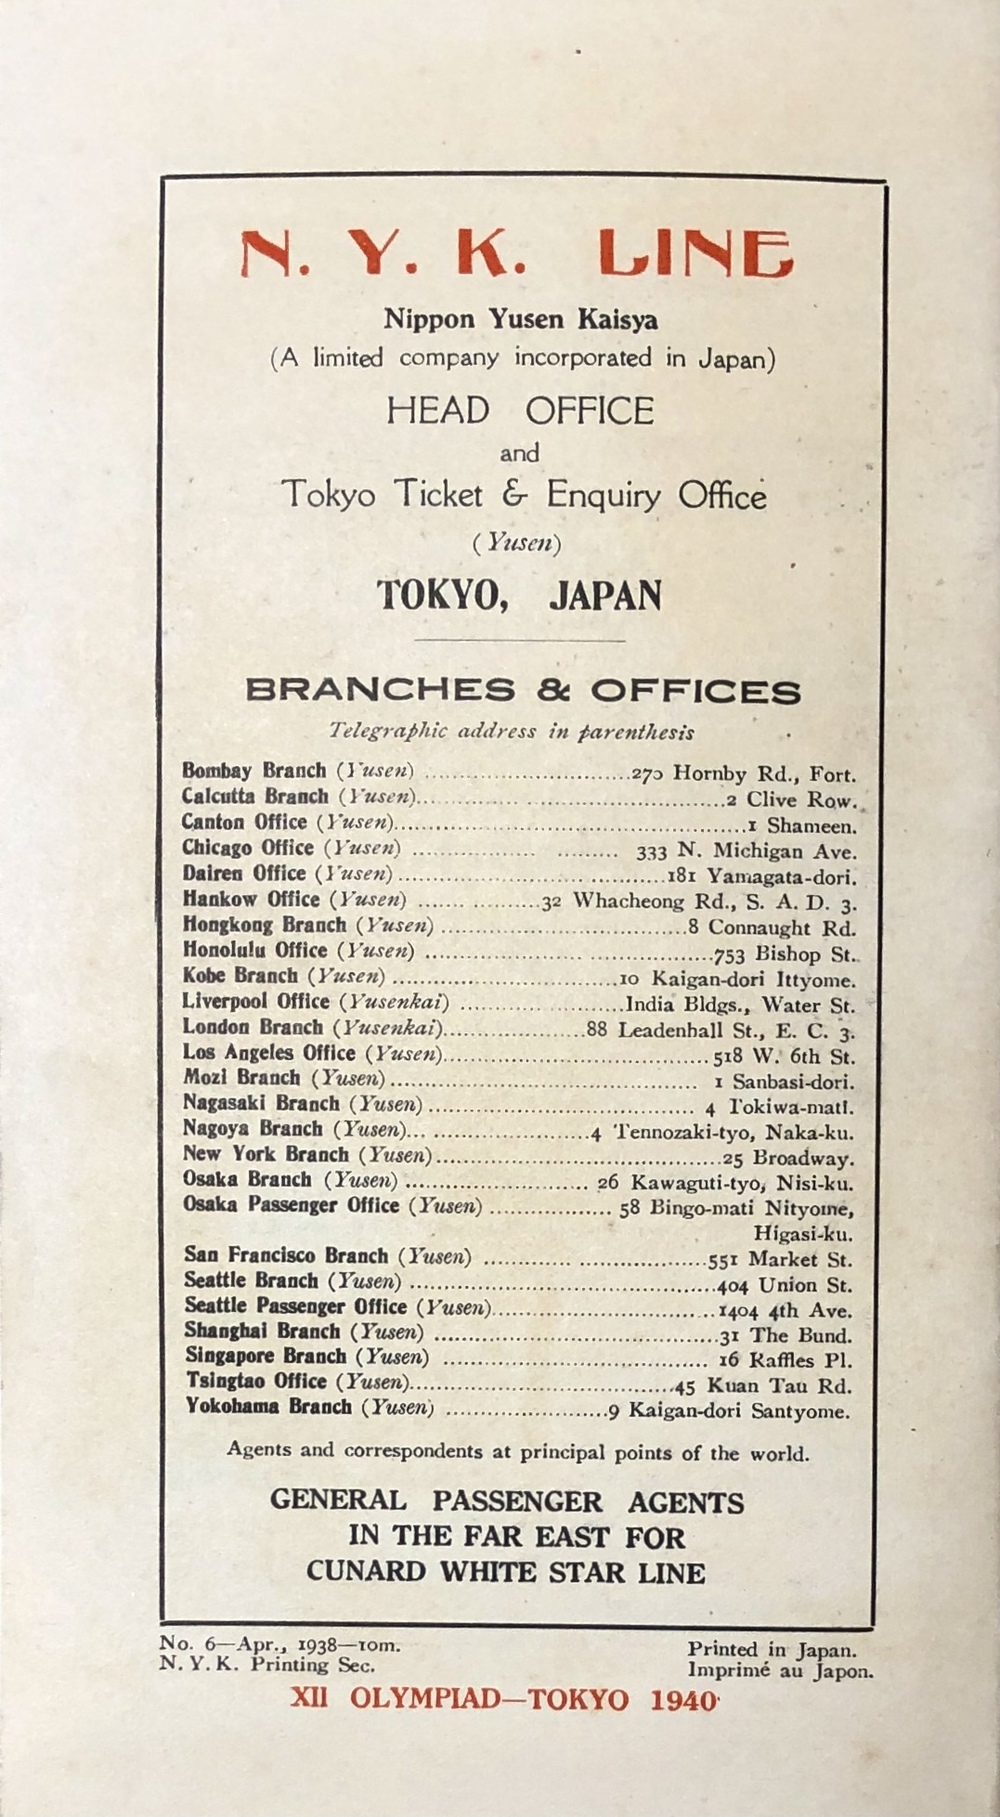 N. Y. K. LINE
Nippon Yusen Kaisya
(A limited company incorporated in Japan)
HEAD OFFICE
and
Tokyo Ticket & Enquiry Office
(Yusen)
TOKYO, JAPAN
BRANCHES & OFFICES
Telegraphic address in parenthesis
Bombay Branch (Yusen) ........................270 Hornby Rd., Fort.
Calcutta Branch (Yusen)........................2 Clive Row.
Canton Office (Yusen)........................1 Shameen.
Chicago Office (Yusen) ........................ 333 N. Michigan Ave.
Dairen Office (Yusen)........................181 Yamagata-dori.
Hankow Office (Yusen) ................32 Whacheong Rd., S. A. D. 3.
Hongkong Branch (Yusen) ........................8 Connaught Rd.
Honolulu Office (Yusen) ........................753 Bishop St.
Kobe Branch (Yusen) ........................10 Kaigan-dori Ittyome.
Liverpool Office (Yusenkai) ................India Bldgs., Water St.
London Branch (Yusenkai)................88 Leadenhall St., E. C. 3.
Los Angeles Office (Yusen)........................518 W. 6th St.
Mozi Branch (Yusen)........................ 1 Sanbasi-dori.
Nagasaki Branch (Yusen)........................ 4 Tokiwa-mati.
Nagoya Branch (Yusen)................4 Tennozaki-tyo, Naka-ku.
New York Branch (Yusen)........................25 Broadway.
Osaka Branch (Yusen) ................ 26 Kawaguti-tyo, Nisi-ku.
Osaka Passenger Office (Yusen) ............ 58 Bingo-mati Nityome,
Higasi-ku.
San Francisco Branch (Yusen) ................551 Market St.
Seattle Branch (Yusen) ........................404 Union St.
Seattle Passenger Office (Yusen)................1404 4th Ave.
Shanghai Branch (Yusen) ........................31 The Bund.
Singapore Branch (Yusen) ........................ 16 Raffles Pl.
Tsingtao Office (Yusen)........................45 Kuan Tau Rd.
Yokohama Branch (Yusen) ................9 Kaigan-dori Santyome.
Agents and correspondents at principal points of the world.
GENERAL PASSENGER AGENTS
IN THE FAR EAST FOR
CUNARD WHITE STAR LINE
No. 6—Apr., 1938—10m.
N. Y. K. Printing Sec.
Printed in Japan.
Imprimé au Japon.
XII OLYMPIAD—TOKYO 1940